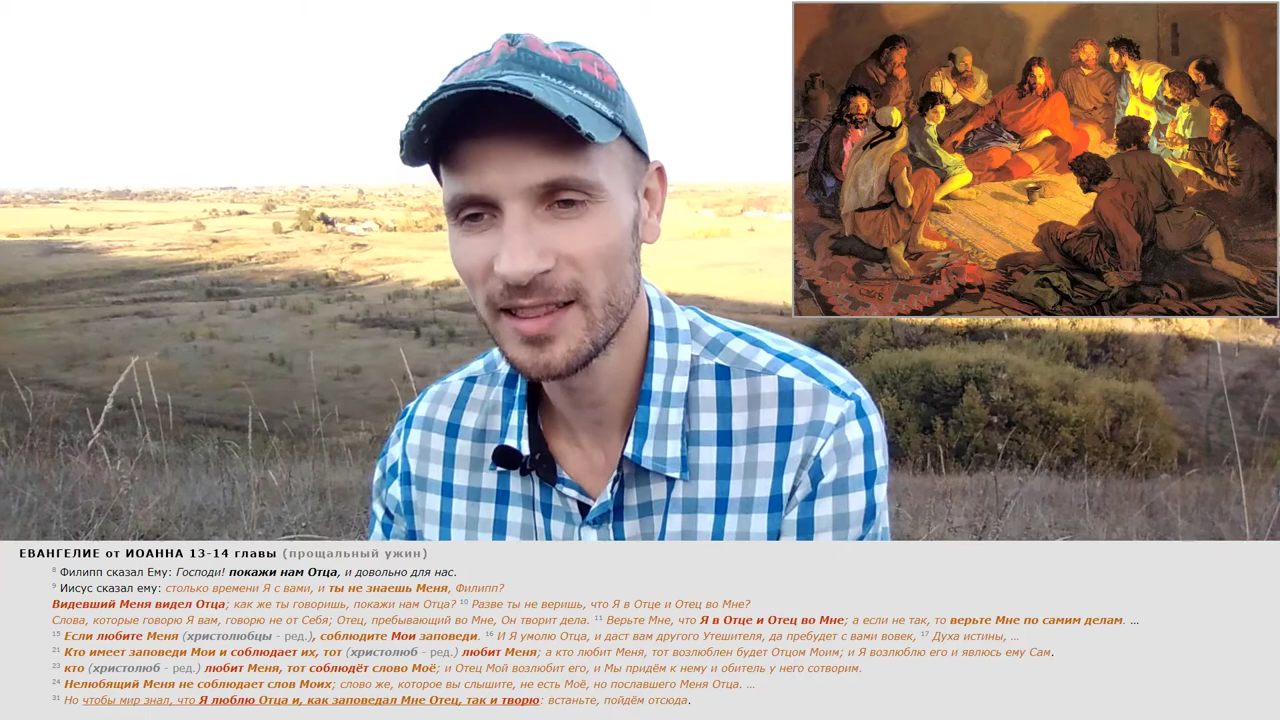 ЕВАНГЕЛИЕ от ИОАННА 13-14 главы (прощальный ужин)
8 Филипп сказал Ему: Господи! покажи нам Отца, и довольно для нас.
9 Иисус сказал ему: столько времени Я с вами, и ты не знаешь Меня, Филипп?
Видевший Меня видел Отца; как же ты говоришь, покажи нам Отца? 10 Разве ты не веришь, что Я в Отце и Отец во Мне?
Слова, которые говорю Я вам, говорю не от Себя; Отец, пребывающий во Мне, Он творит дела. 11 Верьте Мне, что Я в Отце и Отец во Мне; а если не так, то верьте Мне по самим делам. ...
15 Если любите Меня (христолюбцы - ред.), соблюдите Мои заповеди. 16 И Я умолю Отца, и даст вам другого Утешителя, да пребудет с вами вовек, 17 Духа истины, ...
21 Кто имеет заповеди Мои и соблюдает их, тот (христолюб - ред.) любит Меня; а кто любит Меня, тот возлюблен будет Отцом Моим; и Я возлюблю его и явлюсь ему Сам.
23 кто (христолюб - ред.) любит Меня, тот соблюдёт слово Моё; и Отец Мой возлюбит его, и Мы придём к нему и обитель у него сотворим.
24 Нелюбящий Меня не соблюдает слов Моих; слово же, которое вы слышите, не есть Моё, но пославшего Меня Отца. ...
31 Но чтобы мир знал, что Я люблю Отца и, как заповедал Мне Отец, так и творю: встаньте, пойдём отсюда.